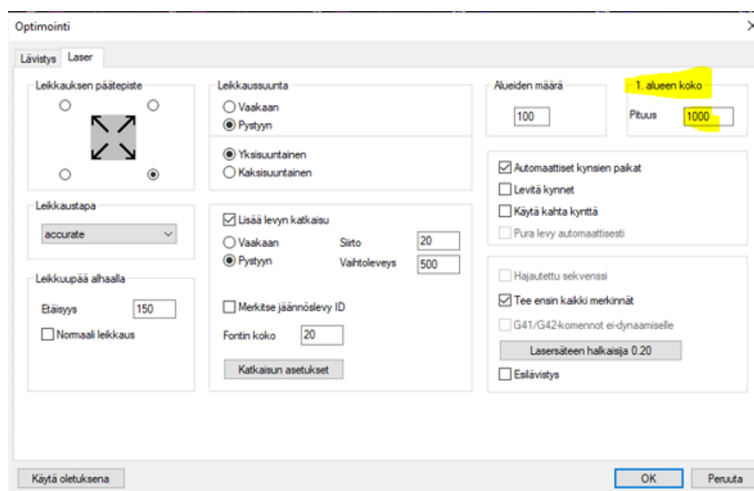 Optimointi
Lävistys Laser
Leikkauksen päätepiste
Leikkaussuunta
Vaakaan
Pystyyn
Yksisuuntainen
Kaksisuuntainen
Alueiden määrä
100
1. alueen koko
Pituus 1000
Automaattiset kynsien paikat
Levitä kynnet
Käytä kahta kynttä
Pura levy automaattisesti
Leikkaustapa
accurate
Lisää levyn katkaisu
Vaakaan Siirto 20
Pystyyn Vaihtoleveys 500
Merkitse jäännöslevy ID
Fontin koko 20
Katkaisun asetukset
Leikkuupää alhaalla
Etäisyys 150
Normaali leikkaus
Hajautettu sekvenssi
Tee ensin kaikki merkinnät
G41/G42-komennot ei-dynaamiselle
Lasersäteen halkaisija 0.20
Esilävistys
Käytä oletuksena OK Peruuta